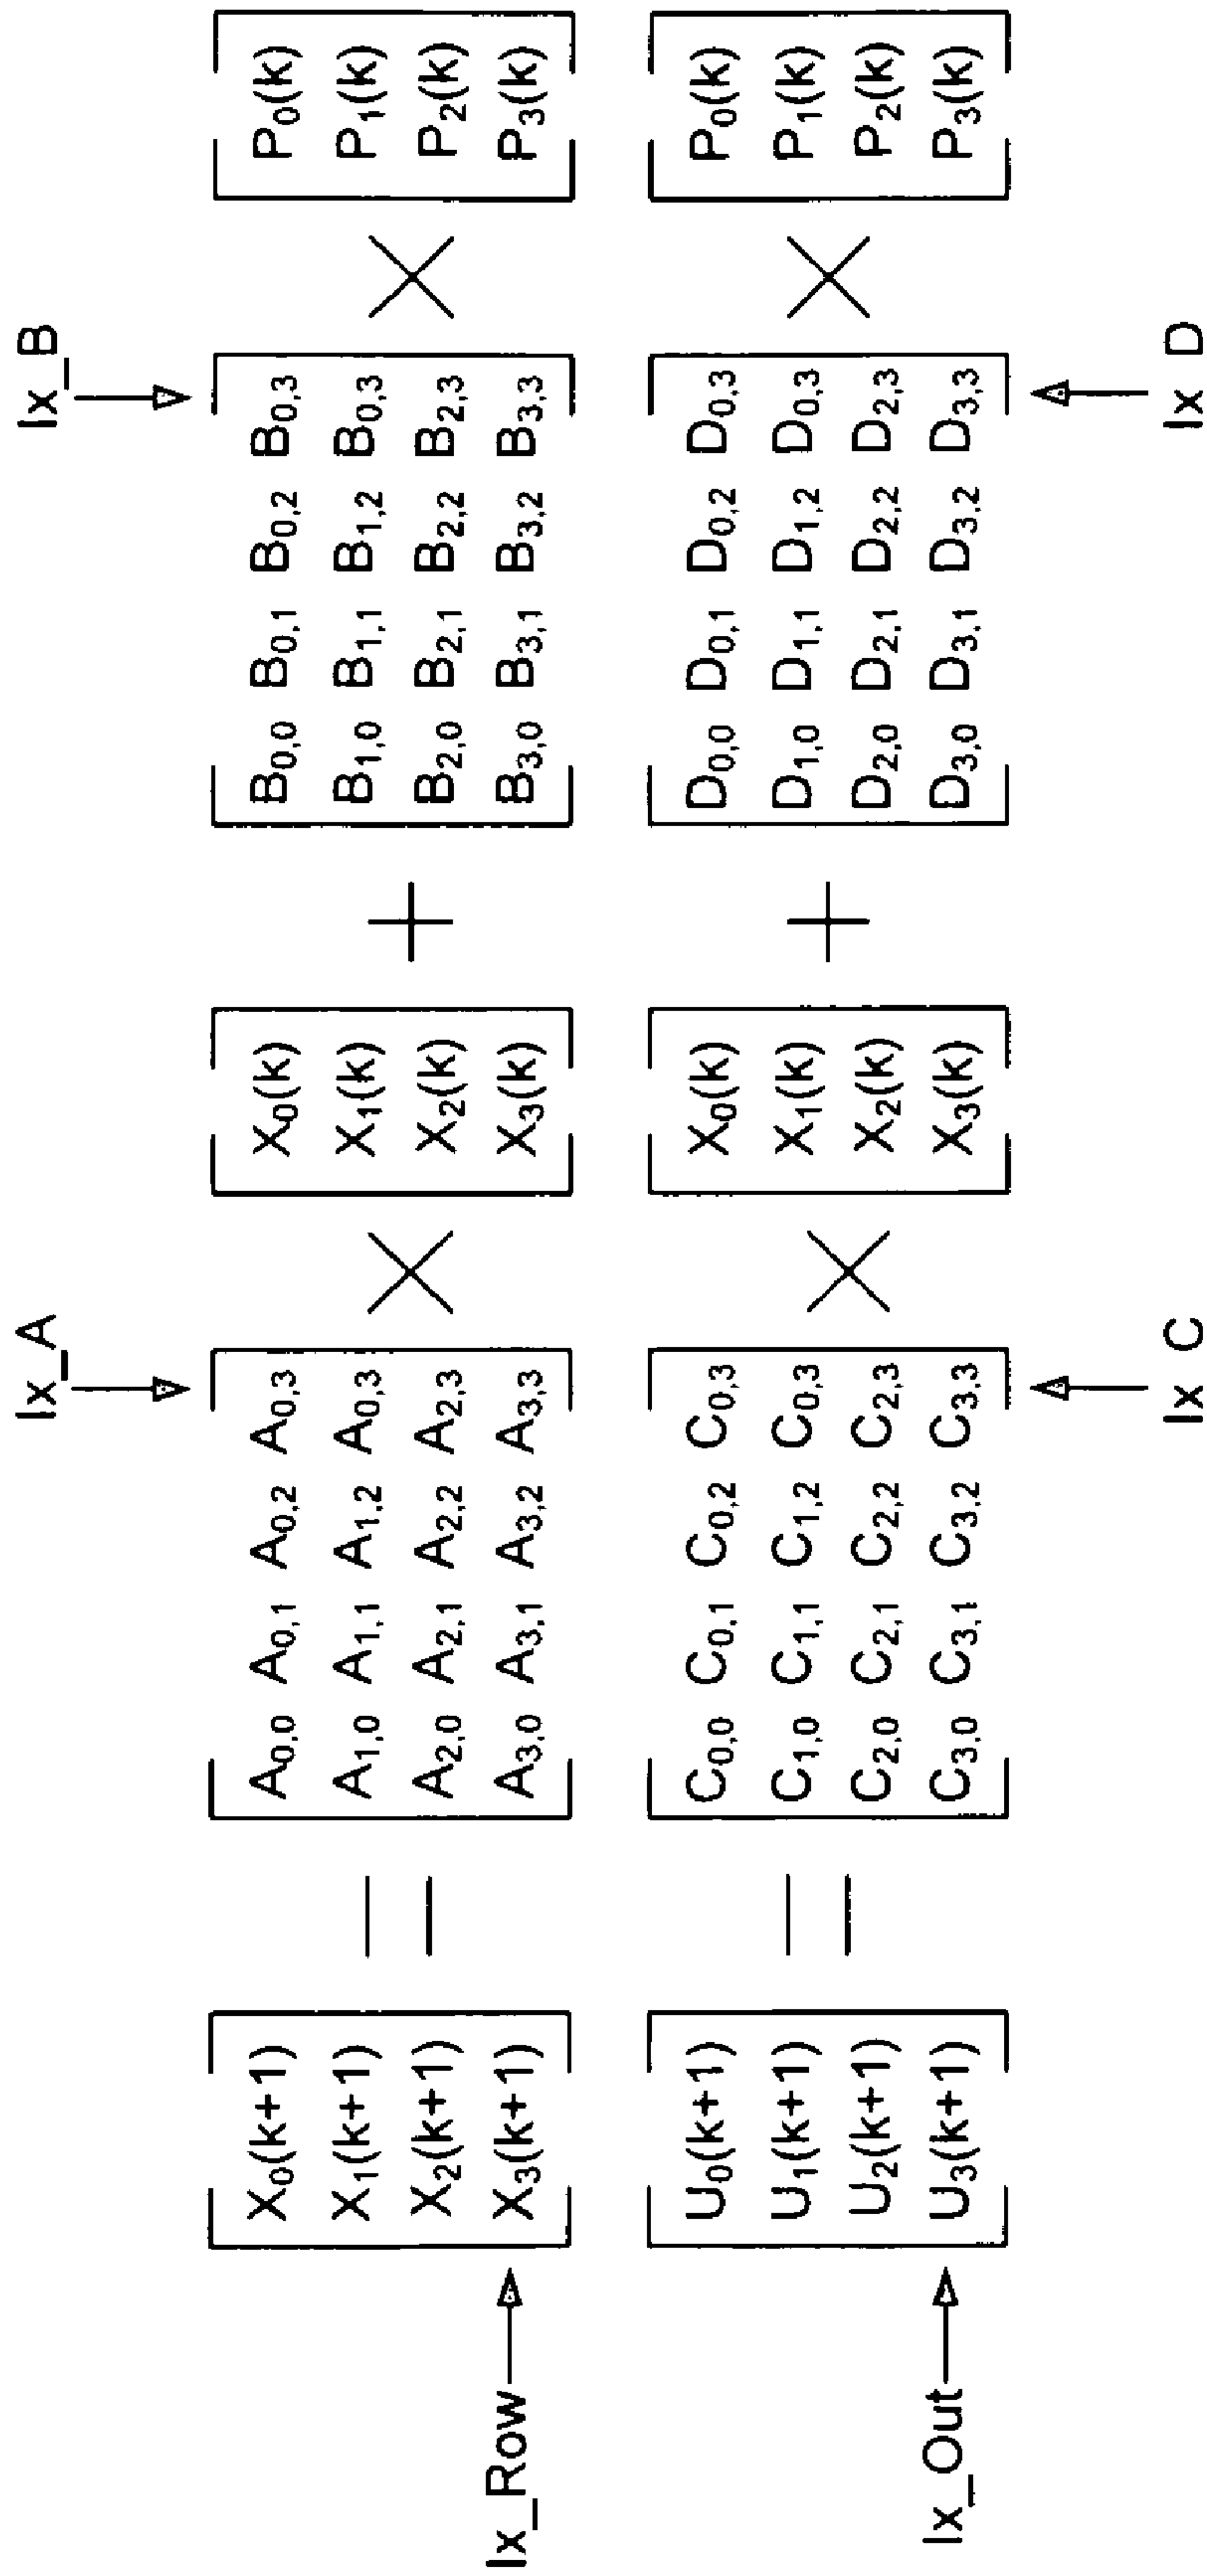 Ix_A Ix_B
X₀(k+1) A₀,₀ A₀,₁ A₀,₂ A₀,₃ X₀(k) B₀,₀ B₀,₁ B₀,₂ B₀,₃ P₀(k)
X₁(k+1) = A₁,₀ A₁,₁ A₁,₂ A₀,₃ × X₁(k) + B₁,₀ B₁,₁ B₁,₂ B₀,₃ × P₁(k)
X₂(k+1) A₂,₀ A₂,₁ A₂,₂ A₂,₃ X₂(k) B₂,₀ B₂,₁ B₂,₂ B₂,₃ P₂(k)
Ix_Row X₃(k+1) A₃,₀ A₃,₁ A₃,₂ A₃,₃ X₃(k) B₃,₀ B₃,₁ B₃,₂ B₃,₃ P₃(k)
U₀(k+1) C₀,₀ C₀,₁ C₀,₂ C₀,₃ X₀(k) D₀,₀ D₀,₁ D₀,₂ D₀,₃ P₀(k)
U₁(k+1) = C₁,₀ C₁,₁ C₁,₂ C₀,₃ × X₁(k) + D₁,₀ D₁,₁ D₁,₂ D₀,₃ × P₁(k)
U₂(k+1) C₂,₀ C₂,₁ C₂,₂ C₂,₃ X₂(k) D₂,₀ D₂,₁ D₂,₂ D₂,₃ P₂(k)
Ix_Out U₃(k+1) C₃,₀ C₃,₁ C₃,₂ C₃,₃ X₃(k) D₃,₀ D₃,₁ D₃,₂ D₃,₃ P₃(k)
Ix C Ix D